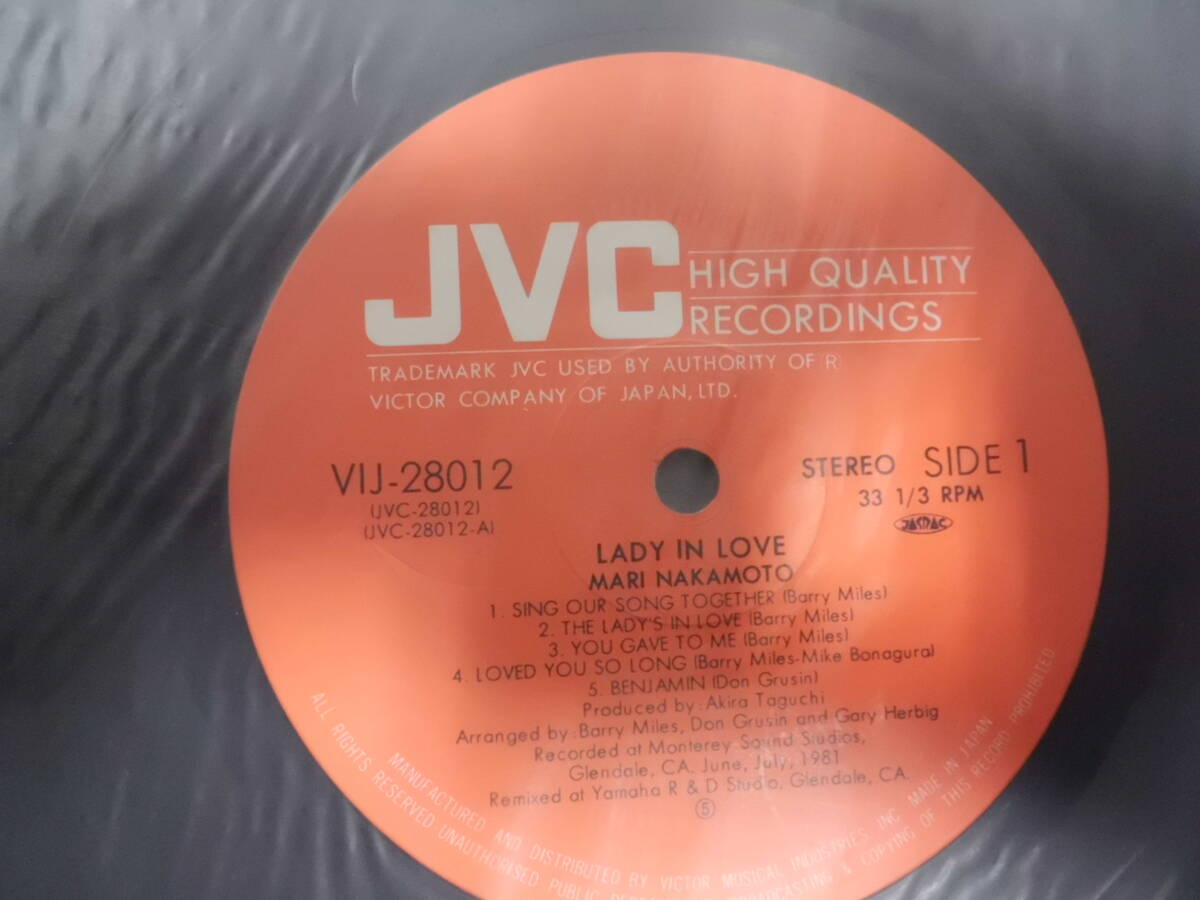 JVC HIGH QUALITY
RECORDINGS
TRADEMARK JVC USED BY AUTHORITY OF R
VICTOR COMPANY OF JAPAN, LTD.
VIJ-28012
(JVC-28012)
(JVC-28012-A)
STEREO SIDE 1
33 1/3 RPM
JASRAC
LADY IN LOVE
MARI NAKAMOTO
1. SING OUR SONG TOGETHER (Barry Miles)
2. THE LADY'S IN LOVE (Barry Miles)
3. YOU GAVE TO ME (Barry Miles)
4. LOVED YOU SO LONG (Barry Miles-Mike Bonagura)
5. BENJAMIN (Don Grusin)
Produced by: Akira Taguchi
Arranged by: Barry Miles, Don Grusin and Gary Herbig
Recorded at Monterey Sound Studios,
Glendale, CA. June, July, 1981
Remixed at Yamaha R & D Studio, Glendale, CA.
⑤
MANUFACTURED AND DISTRIBUTED BY VICTOR MUSICAL INDUSTRIES, INC. MADE IN JAPAN
ALL RIGHTS RESERVED UNAUTHORISED PUBLIC BROADCASTING & COPYING OF THIS RECORD PROHIBITED